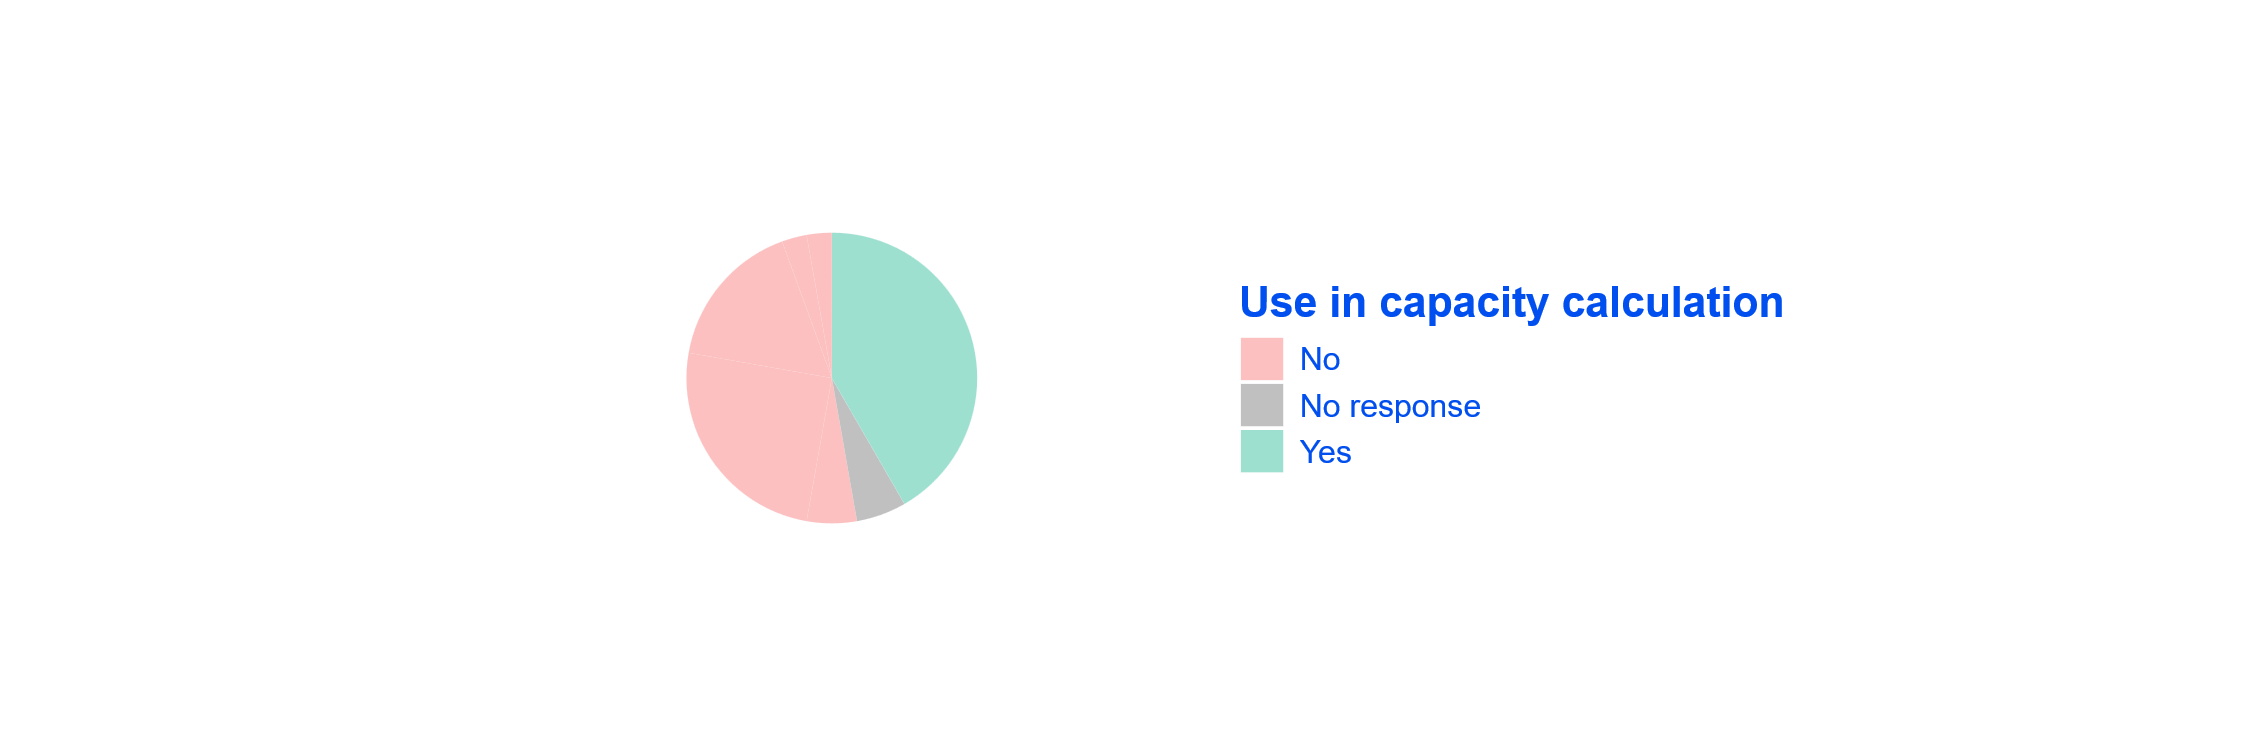 Use in capacity calculation
No
No response
Yes